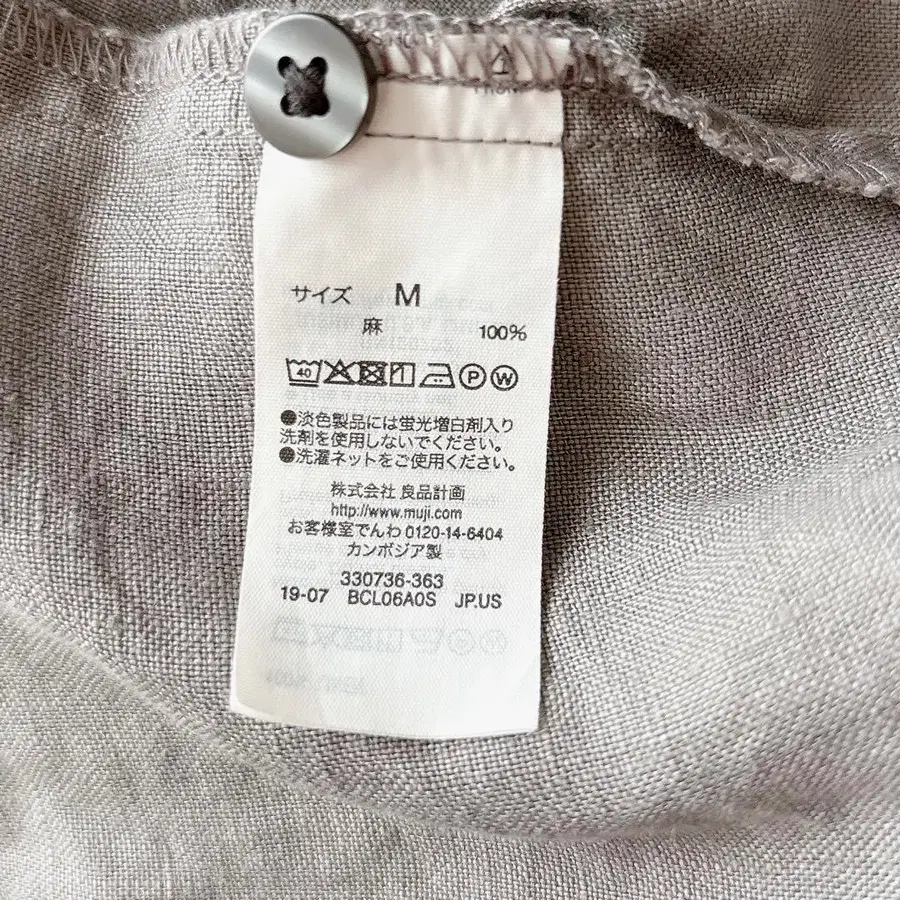 サイズ M
麻 100%
40 P W
●淡色製品には蛍光増白剤入り
洗剤を使用しないでください。
●洗濯ネットをご使用ください。
株式会社 良品計画
http://www.muji.com
お客様室でんわ 0120-14-6404
カンボジア製
330736-363
19-07 BCL06A0S JP.US